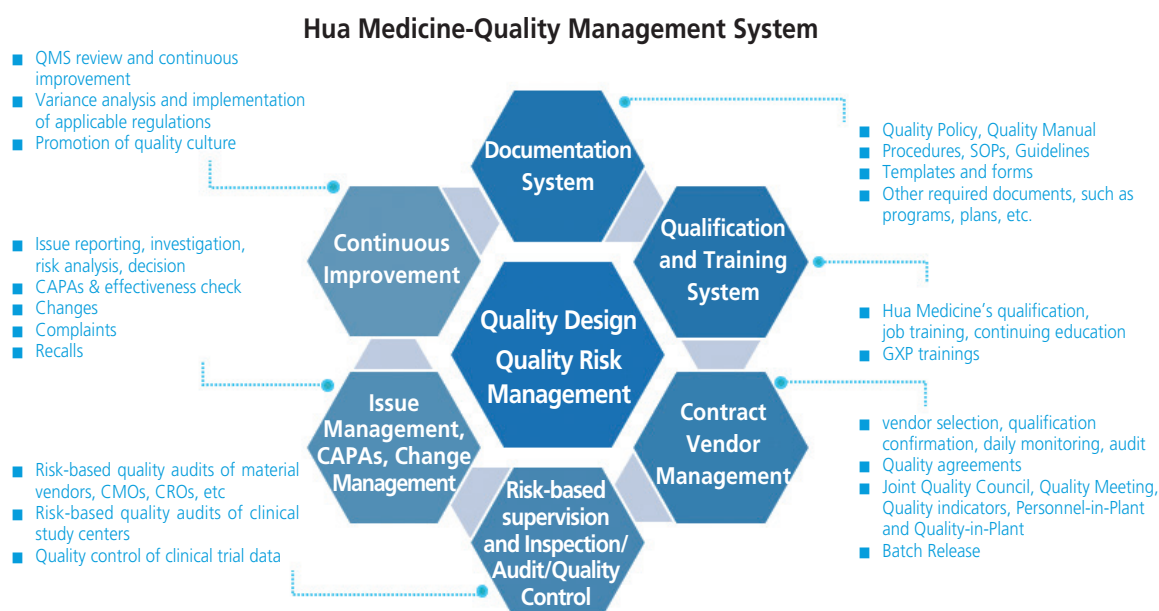 Hua Medicine-Quality Management System
■ QMS review and continuous
improvement
■ Variance analysis and implementation
of applicable regulations
■ Promotion of quality culture
Documentation
System
■ Quality Policy, Quality Manual
■ Procedures, SOPs, Guidelines
■ Templates and forms
■ Other required documents, such as
programs, plans, etc.
Continuous
Improvement
Qualification
and Training
System
■ Issue reporting, investigation,
risk analysis, decision
■ CAPAs & effectiveness check
■ Changes
■ Complaints
■ Recalls
Quality Design
Quality Risk
Management
■ Hua Medicine's qualification,
job training, continuing education
■ GXP trainings
Issue
Management,
CAPAs, Change
Management
Contract
Vendor
Management
■ vendor selection, qualification
confirmation, daily monitoring, audit
■ Quality agreements
■ Joint Quality Council, Quality Meeting,
Quality indicators, Personnel-in-Plant
and Quality-in-Plant
■ Batch Release
■ Risk-based quality audits of material
vendors, CMOs, CROs, etc
■ Risk-based quality audits of clinical
study centers
■ Quality control of clinical trial data
Risk-based
supervision
and Inspection/
Audit/Quality
Control